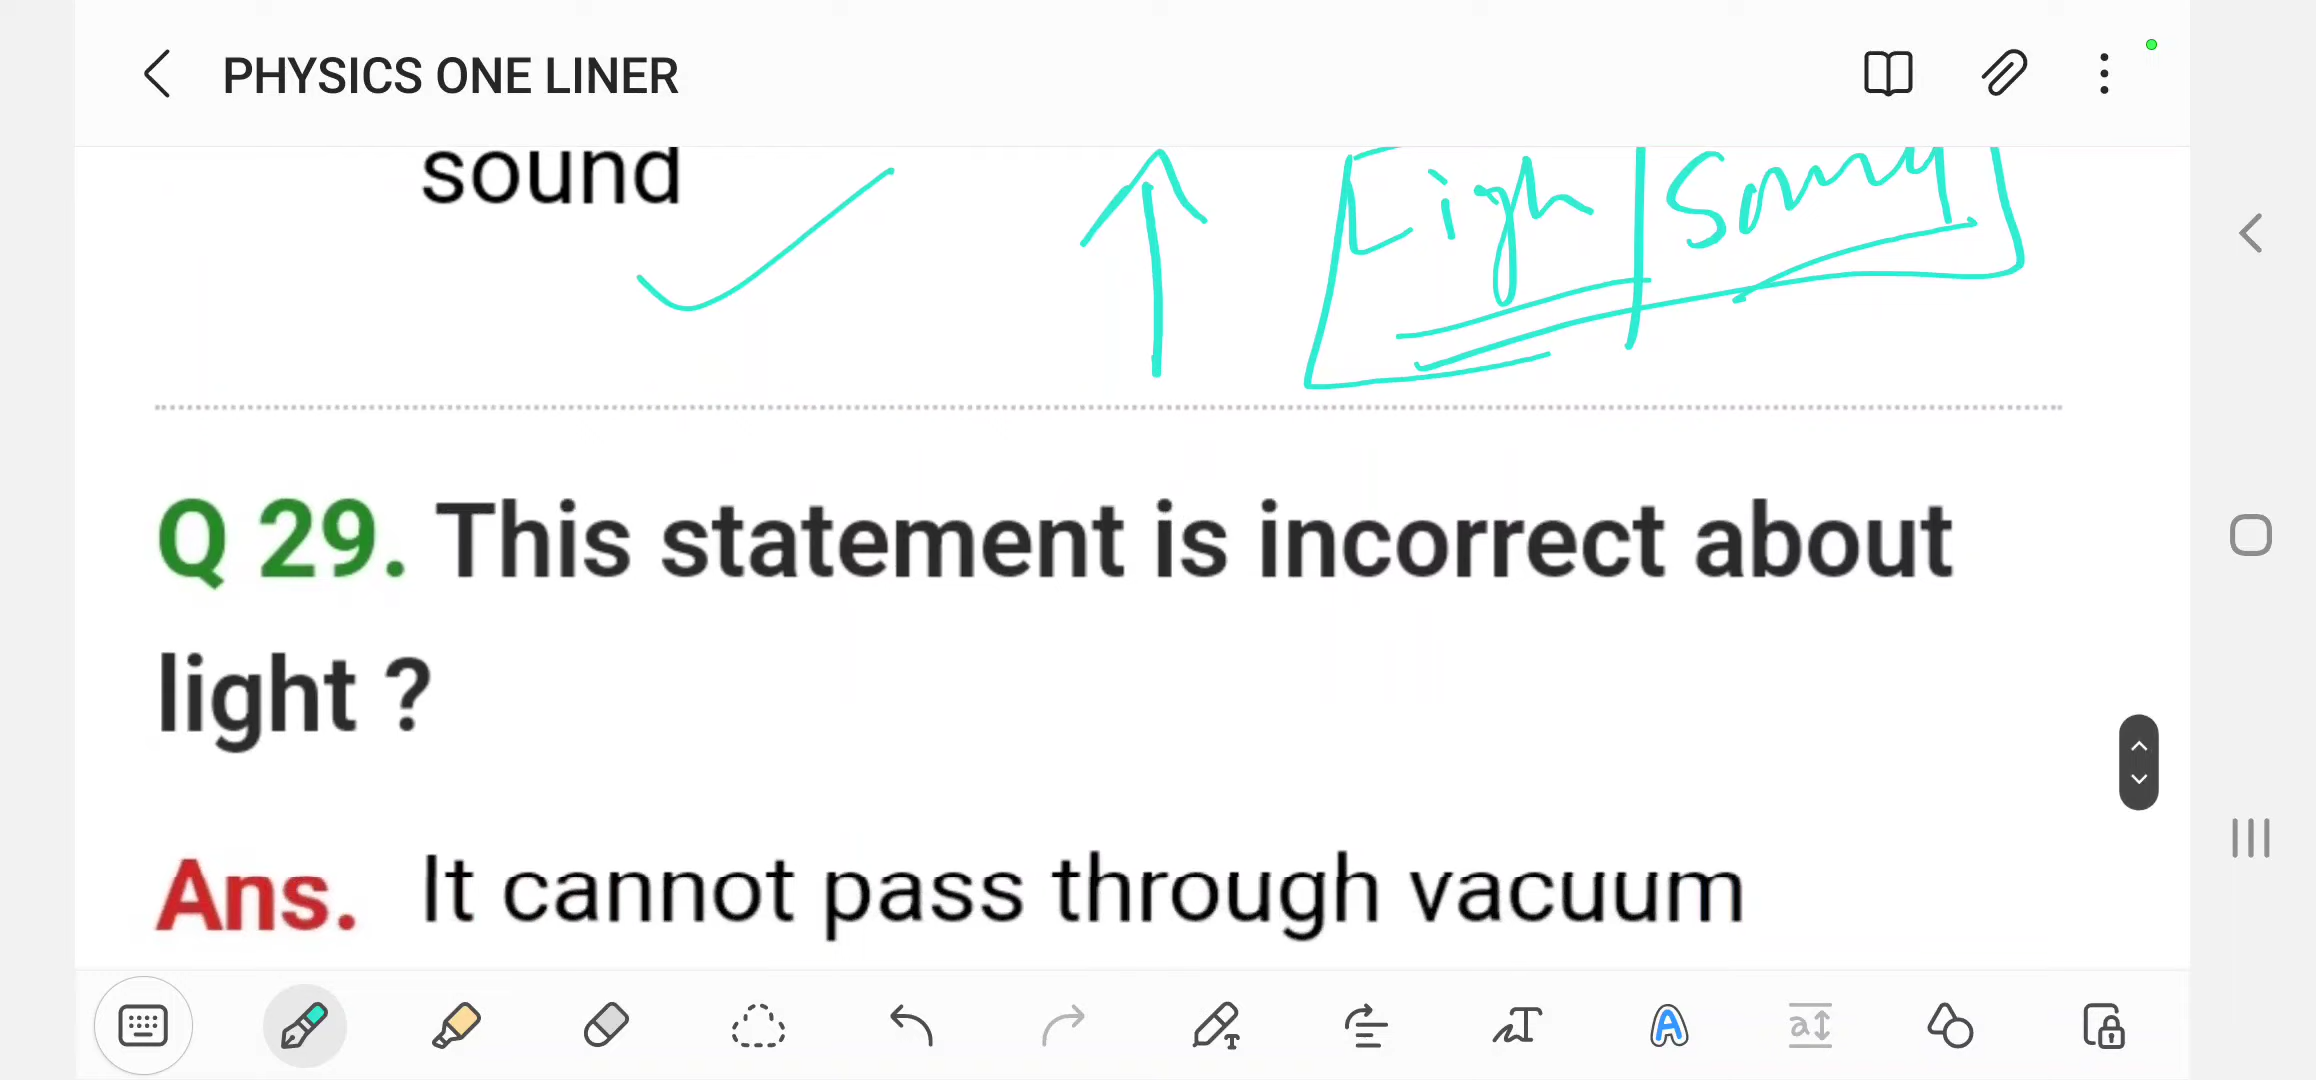 PHYSICS ONE LINER
sound
Q 29. This statement is incorrect about
light ?
Ans. It cannot pass through vacuum